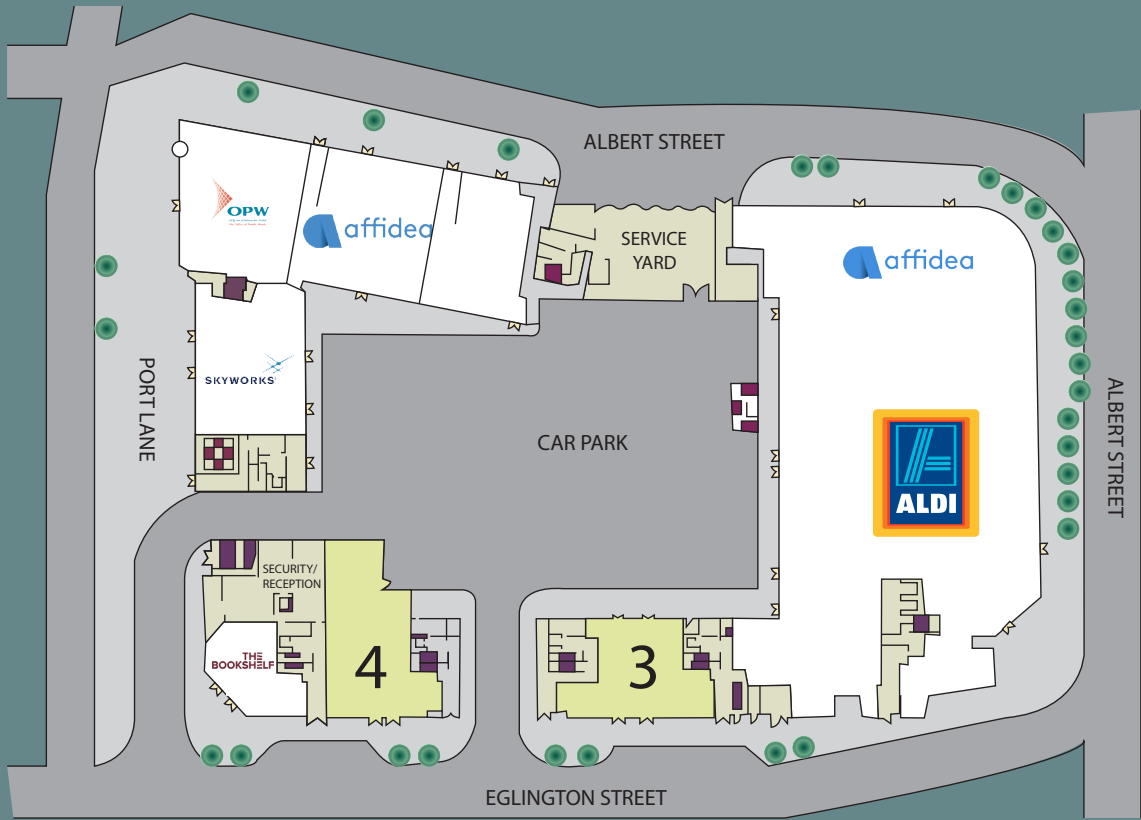 ALBERT STREET
OPW
affidea
SERVICE
YARD
affidea
SKYWORKS
PORT LANE
CAR PARK
ALBERT STREET
ALDI
SECURITY/
RECEPTION
THE
BOOKSHELF
4
3
EGLINGTON STREET